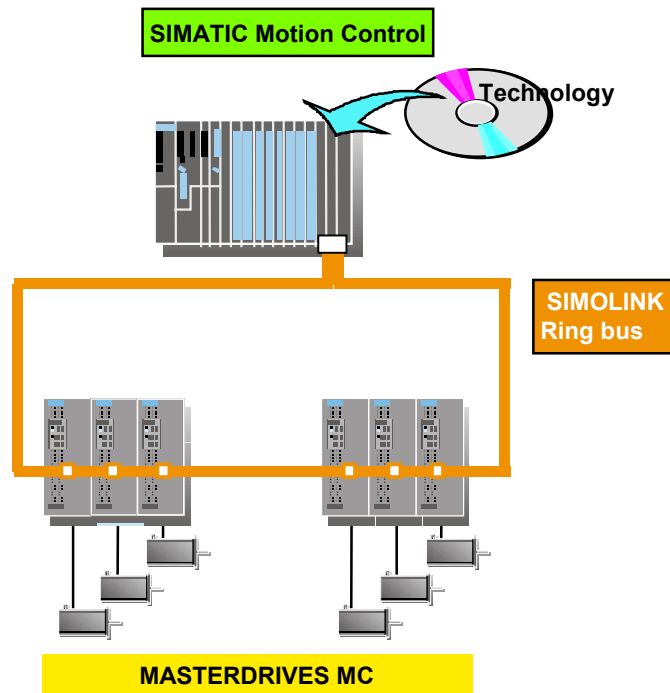 SIMATIC Motion Control
Technology
SIMOLINK
Ring bus
MASTERDRIVES MC